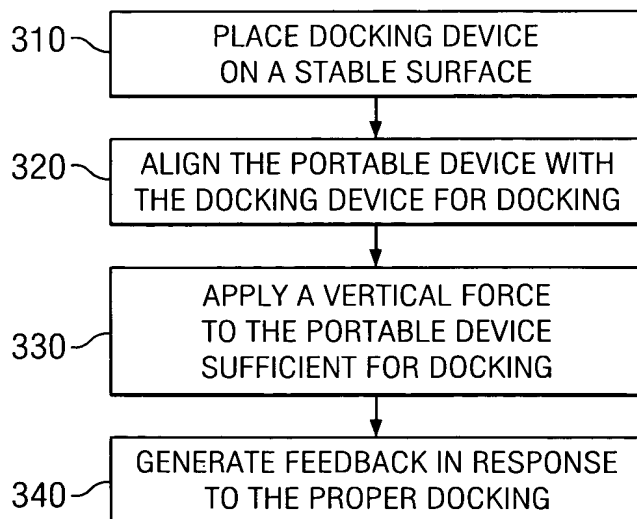 310
PLACE DOCKING DEVICE
ON A STABLE SURFACE
320
ALIGN THE PORTABLE DEVICE WITH
THE DOCKING DEVICE FOR DOCKING
330
APPLY A VERTICAL FORCE
TO THE PORTABLE DEVICE
SUFFICIENT FOR DOCKING
340
GENERATE FEEDBACK IN RESPONSE
TO THE PROPER DOCKING